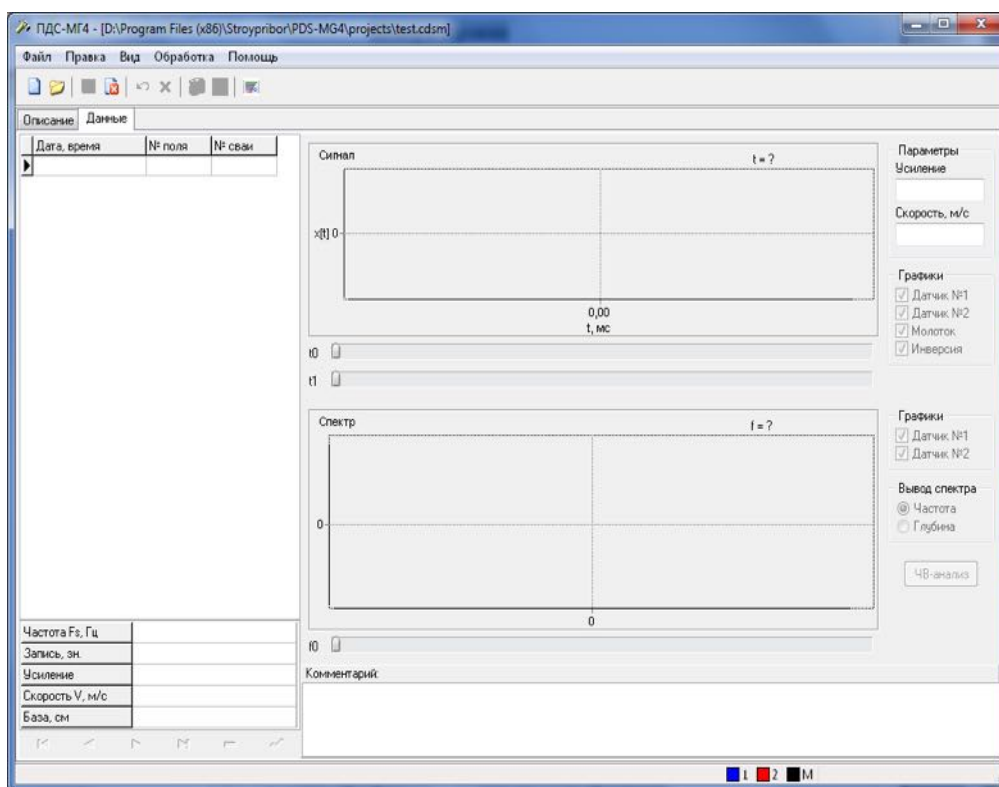 ПДС-МГ4 - [D:\Program Files (x86)\Stroypribor\PDS-MG4\projects\test.cdsm]
Файл Правка Вид Обработка Помощь
Описание Данные
Дата, время № поля № сваи
Сигнал t = ?
x[t] 0
0,00
t, мс
t0
t1
Спектр f = ?
0
0
f0
Параметры
Усиление
Скорость, м/с
Графики
Датчик №1
Датчик №2
Молоток
Инверсия
Графики
Датчик №1
Датчик №2
Вывод спектра
Частота
Глубина
ЧВ-анализ
Частота Fs, Гц
Запись, зн.
Усиление
Скорость V, м/с
База, см
Комментарий:
1 2 М